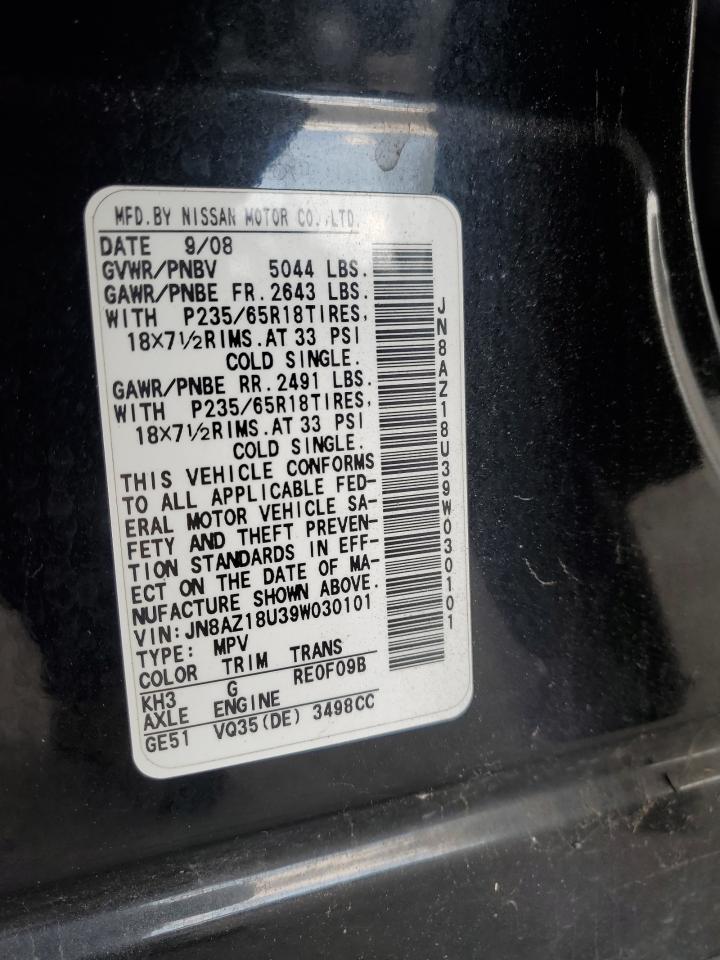 MFD.BY NISSAN MOTOR CO.,LTD.
DATE 9/08
GVWR/PNBV 5044 LBS.
GAWR/PNBE FR.2643 LBS.
WITH P235/65R18TIRES,
18×7½RIMS.AT 33 PSI
COLD SINGLE.
GAWR/PNBE RR.2491 LBS.
WITH P235/65R18TIRES,
18×7½RIMS.AT 33 PSI
COLD SINGLE.
THIS VEHICLE CONFORMS
TO ALL APPLICABLE FED-
ERAL MOTOR VEHICLE SA-
FETY AND THEFT PREVEN-
TION STANDARDS IN EFF-
ECT ON THE DATE OF MA-
NUFACTURE SHOWN ABOVE.
VIN:JN8AZ18U39W030101
TYPE: MPV
COLOR TRIM TRANS
KH3 G RE0F09B
AXLE ENGINE
GE51 VQ35(DE) 3498CC
JN8AZ18U39W030101